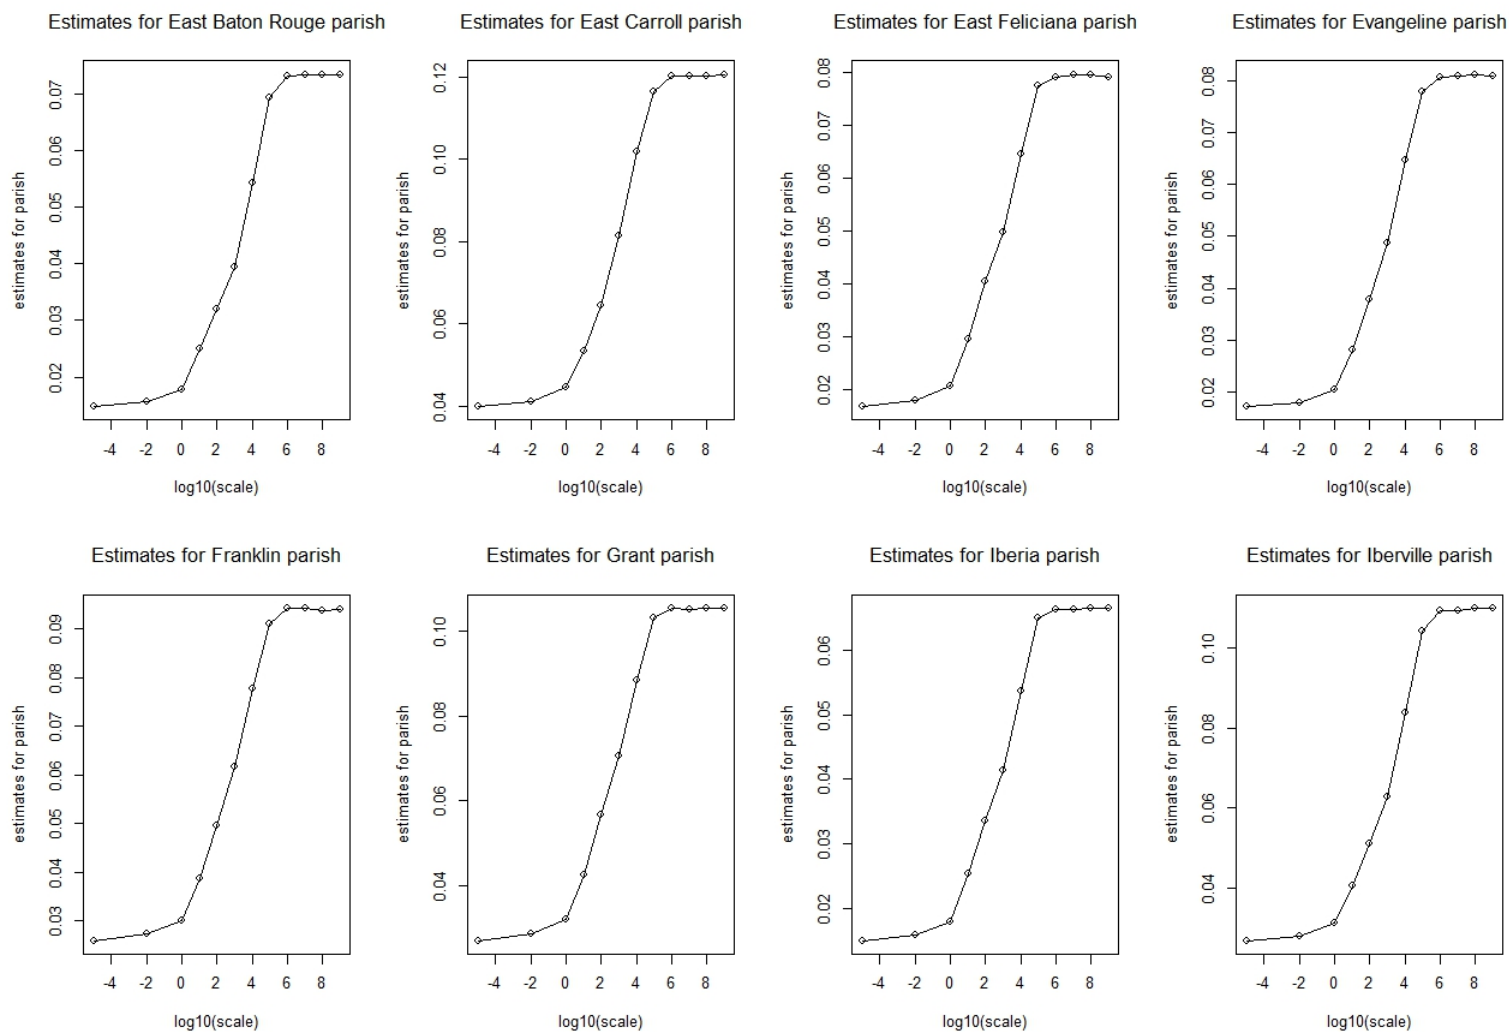 Estimates for East Baton Rouge parish
estimates for parish
0.02 0.03 0.04 0.05 0.06 0.07
-4 -2 0 2 4 6 8
log10(scale)
Estimates for East Carroll parish
estimates for parish
0.04 0.06 0.08 0.10 0.12
-4 -2 0 2 4 6 8
log10(scale)
Estimates for East Feliciana parish
estimates for parish
0.02 0.03 0.04 0.05 0.06 0.07 0.08
-4 -2 0 2 4 6 8
log10(scale)
Estimates for Evangeline parish
estimates for parish
0.02 0.03 0.04 0.05 0.06 0.07 0.08
-4 -2 0 2 4 6 8
log10(scale)
Estimates for Franklin parish
estimates for parish
0.03 0.04 0.05 0.06 0.07 0.08 0.09
-4 -2 0 2 4 6 8
log10(scale)
Estimates for Grant parish
estimates for parish
0.04 0.06 0.08 0.10
-4 -2 0 2 4 6 8
log10(scale)
Estimates for Iberia parish
estimates for parish
0.02 0.03 0.04 0.05 0.06
-4 -2 0 2 4 6 8
log10(scale)
Estimates for Iberville parish
estimates for parish
0.04 0.06 0.08 0.10
-4 -2 0 2 4 6 8
log10(scale)